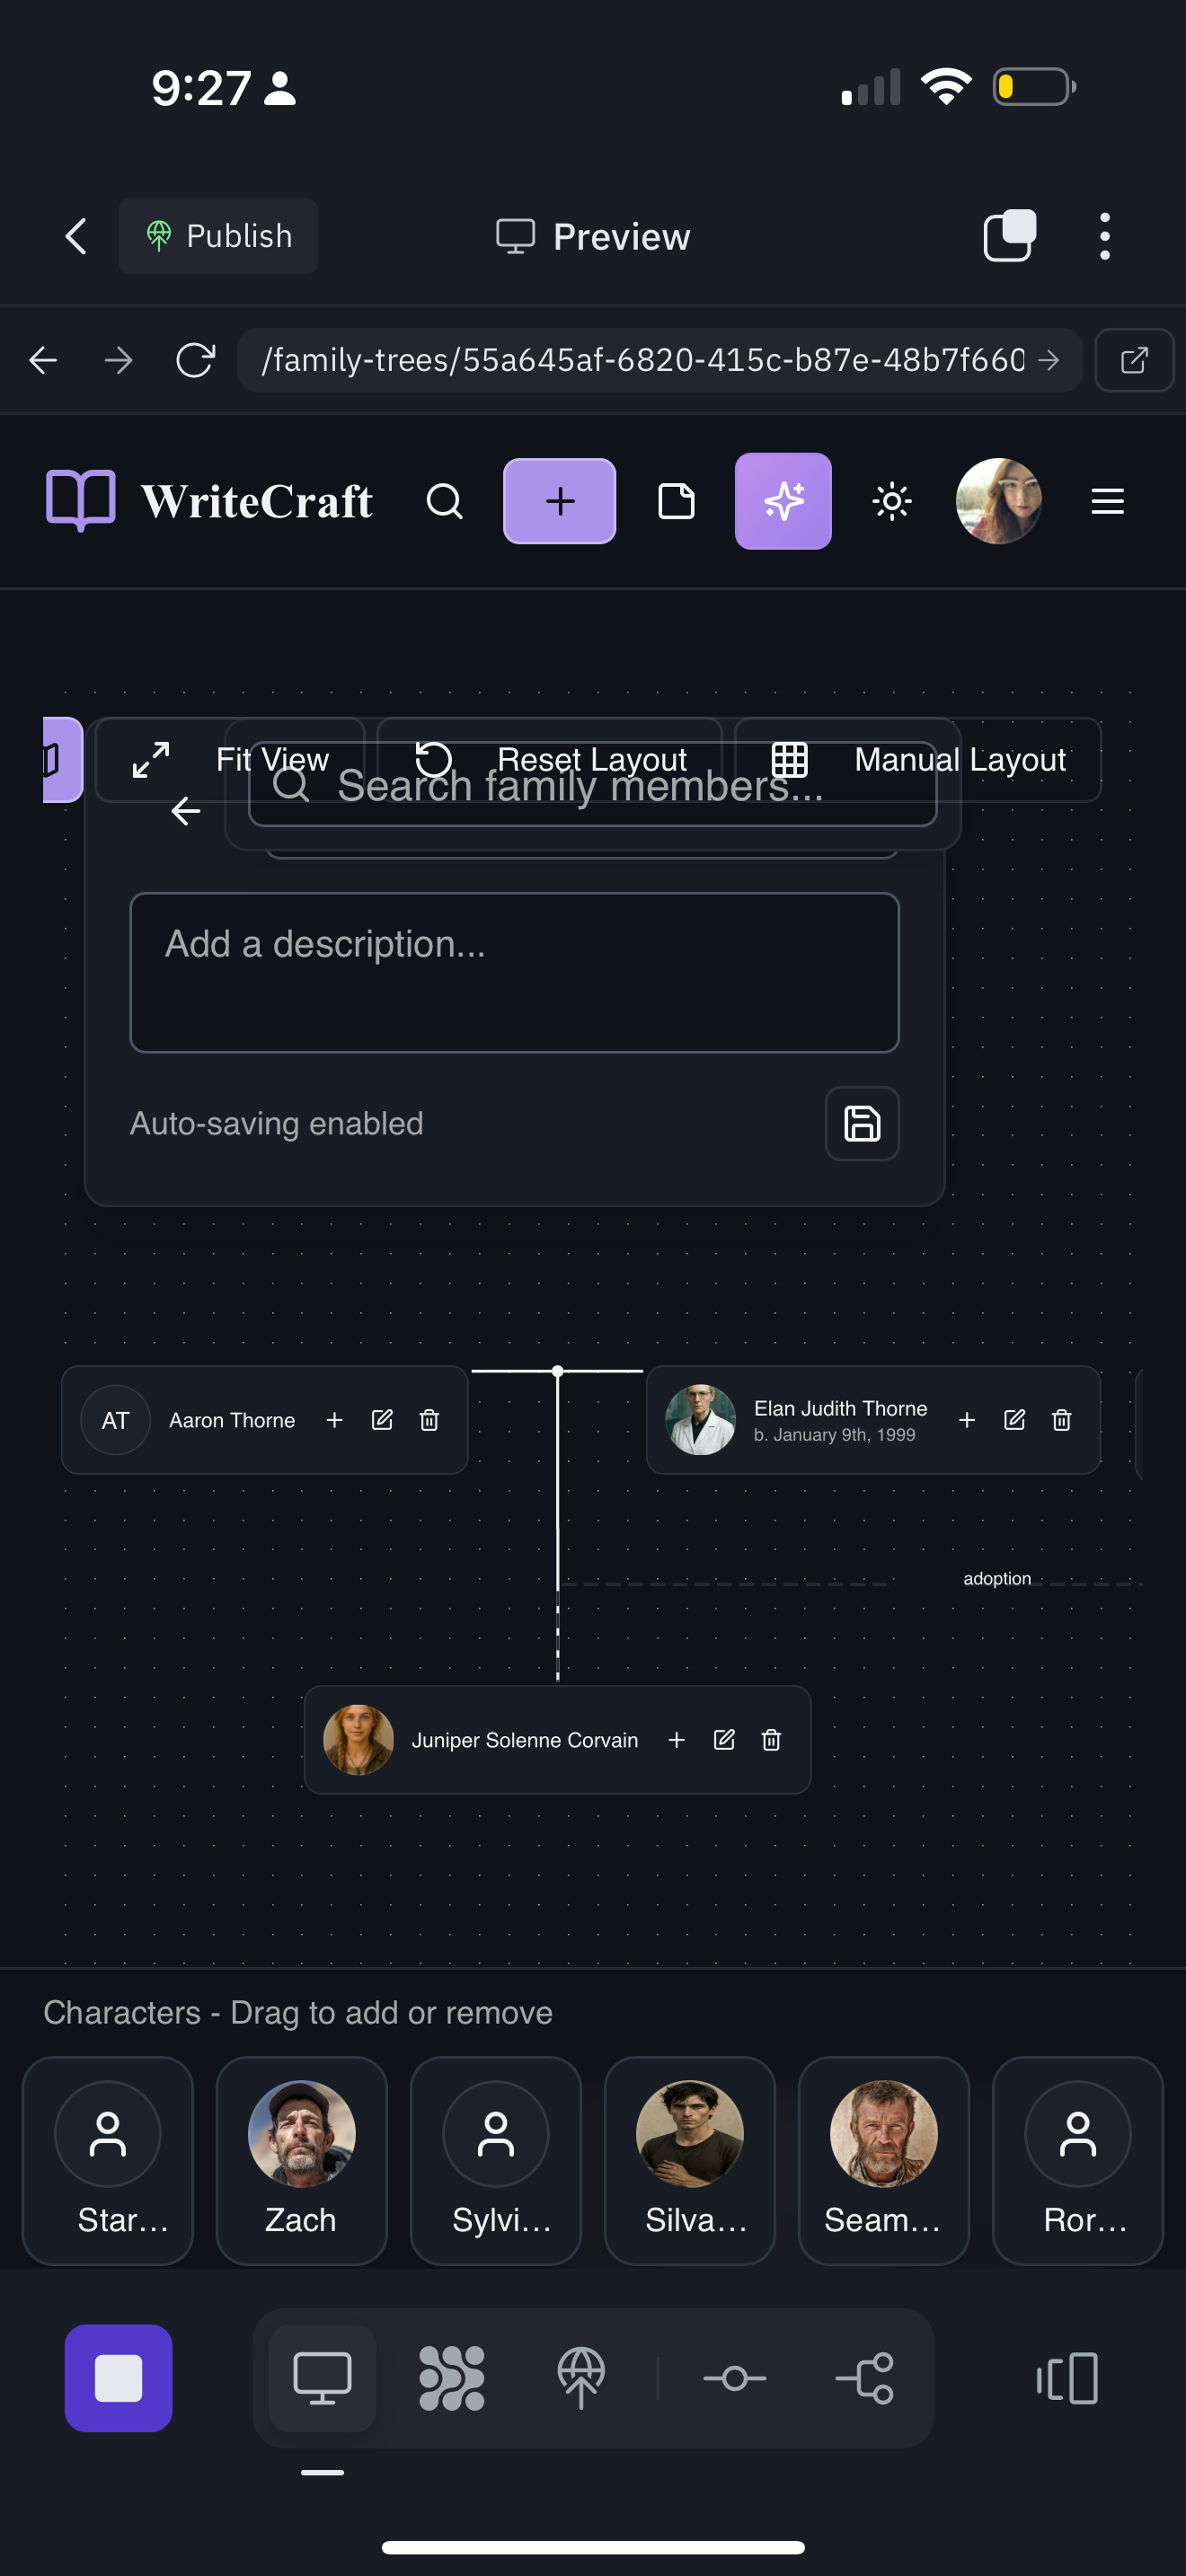 9:27
Publish
Preview
/family-trees/55a645af-6820-415c-b87e-48b7f660
WriteCraft
Fit View
Reset Layout
Manual Layout
Search family members...
Add a description...
Auto-saving enabled
AT
Aaron Thorne
Elan Judith Thorne
b. January 9th, 1999
adoption
Juniper Solenne Corvain
Characters - Drag to add or remove
Star...
Zach
Sylvi...
Silva...
Seam...
Ror...